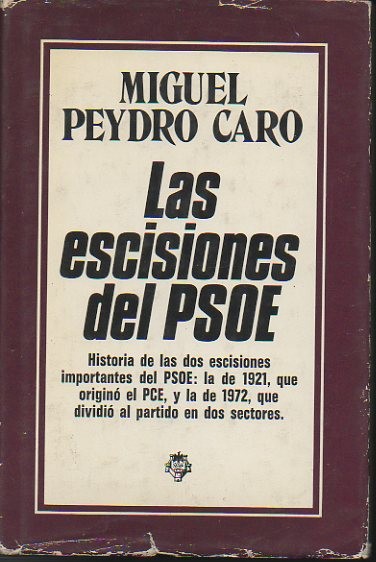 MIGUEL
PEYDRO CARO
Las
escisiones
del PSOE
Historia de las dos escisiones
importantes del PSOE: la de 1921, que
originó el PCE, y la de 1972, que
dividió al partido en dos sectores.